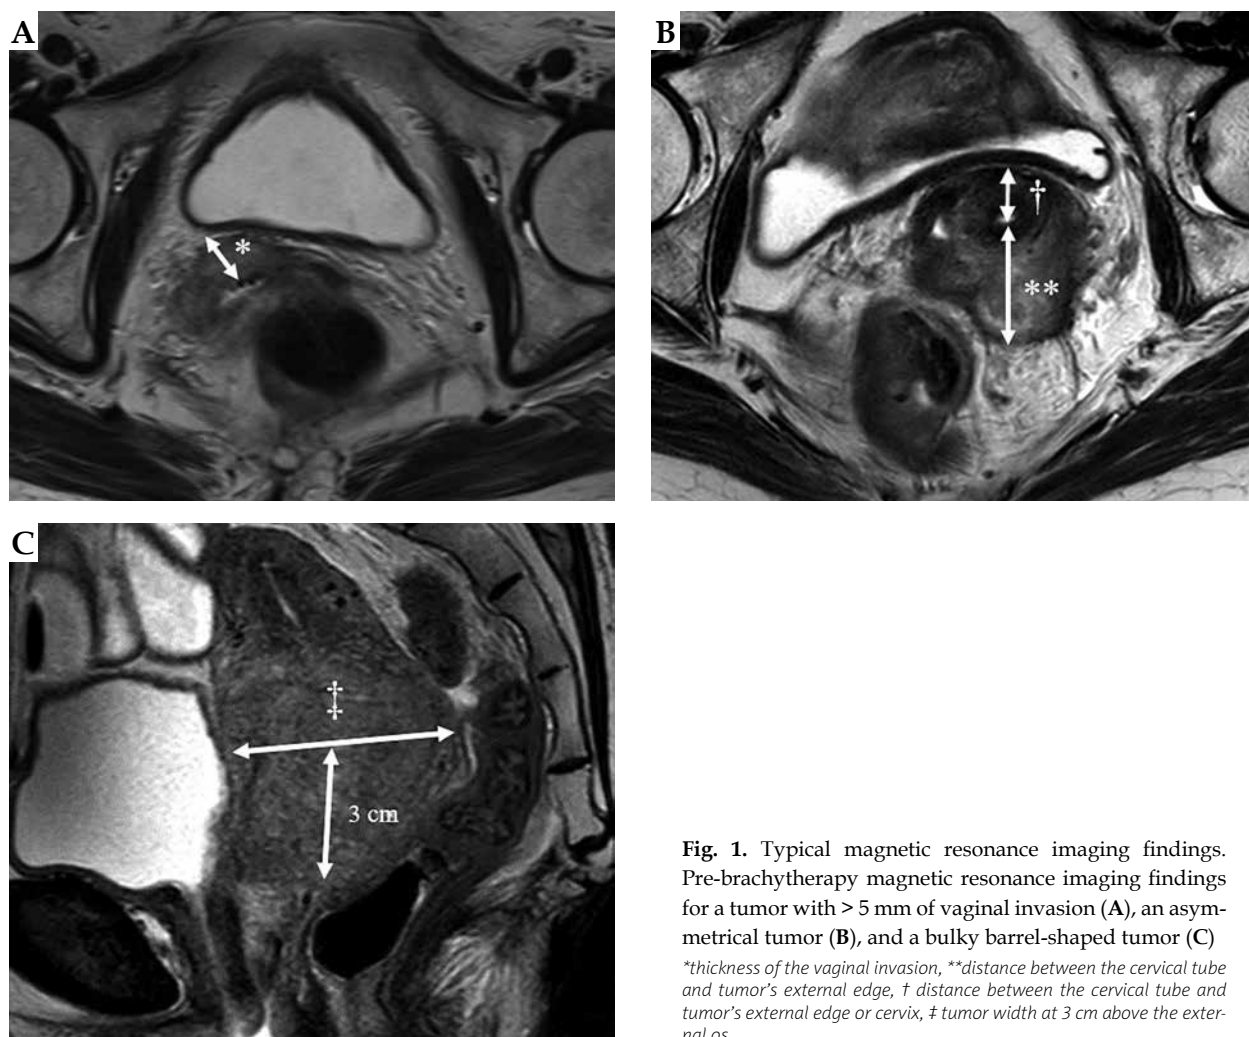 A
B
*
†
**
C
‡
3 cm
Fig. 1. Typical magnetic resonance imaging findings.
Pre-brachytherapy magnetic resonance imaging findings
for a tumor with > 5 mm of vaginal invasion (A), an asym-
metrical tumor (B), and a bulky barrel-shaped tumor (C)
*thickness of the vaginal invasion, **distance between the cervical tube
and tumor's external edge, † distance between the cervical tube and
tumor's external edge or cervix, ‡ tumor width at 3 cm above the exter-
nal os